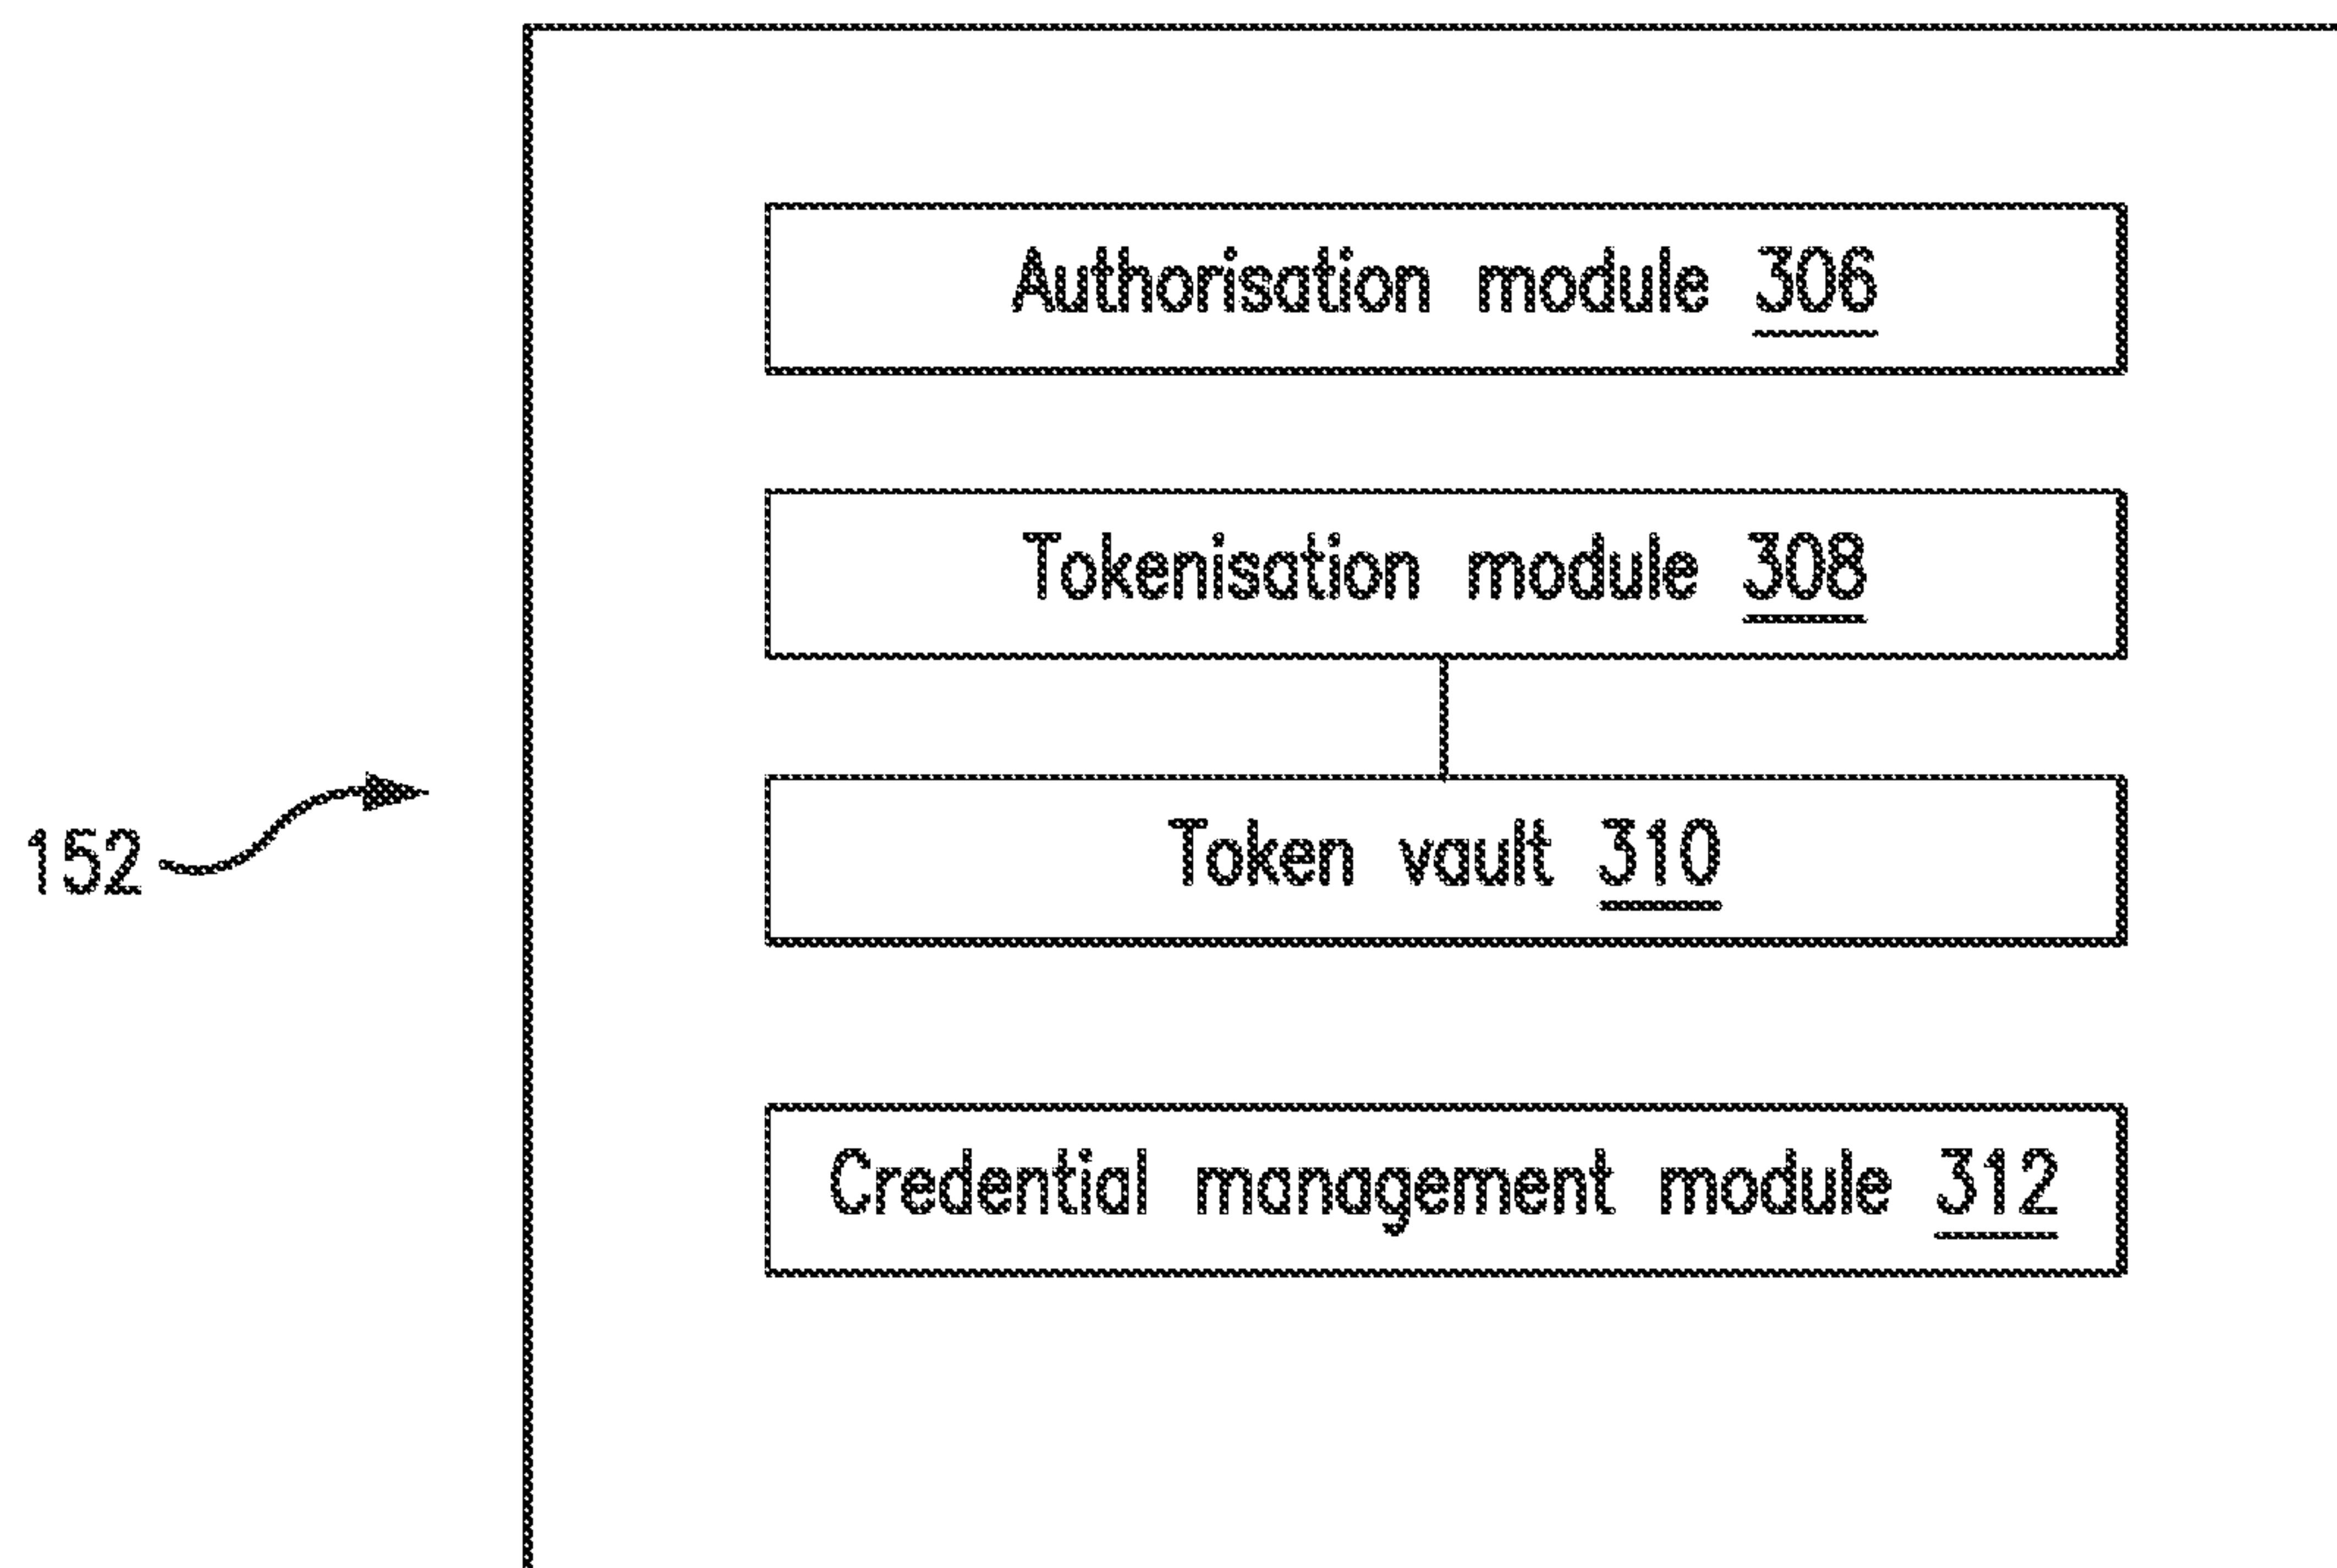 Authorisation module 306
Tokenisation module 308
Token vault 310
152
Credential management module 312